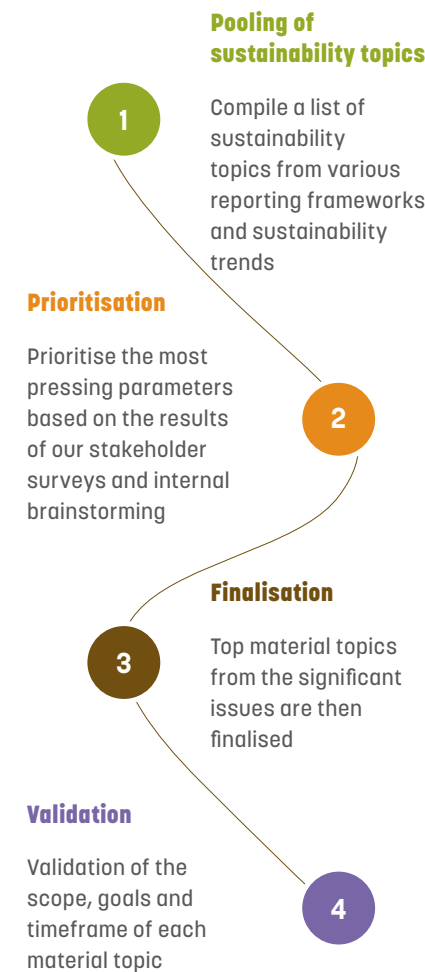 Pooling of
sustainability topics
1
Compile a list of
sustainability
topics from various
reporting frameworks
and sustainability
trends
Prioritisation
Prioritise the most
pressing parameters
based on the results
of our stakeholder
surveys and internal
brainstorming
2
Finalisation
3
Top material topics
from the significant
issues are then
finalised
Validation
Validation of the
scope, goals and
timeframe of each
material topic
4